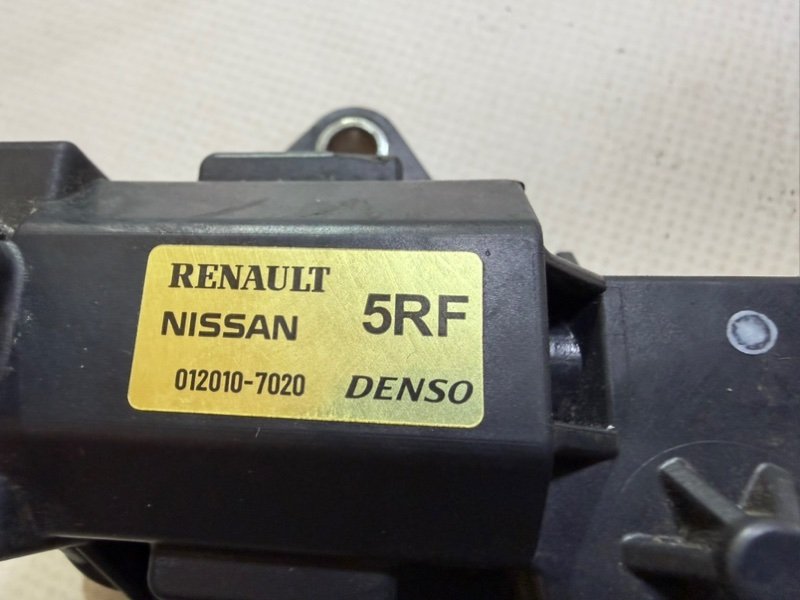 RENAULT
NISSAN 5RF
012010-7020 DENSO